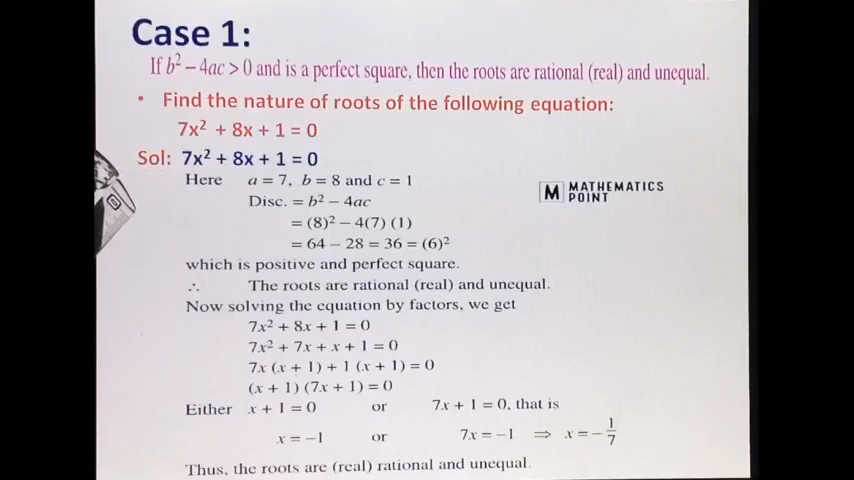 Case 1:
If b² – 4ac > 0 and is a perfect square, then the roots are rational (real) and unequal.
• Find the nature of roots of the following equation:
7x² + 8x + 1 = 0
Sol: 7x² + 8x + 1 = 0
Here a = 7, b = 8 and c = 1
Disc. = b² – 4ac
= (8)² – 4(7) (1)
= 64 – 28 = 36 = (6)²
which is positive and perfect square.
∴ The roots are rational (real) and unequal.
Now solving the equation by factors, we get
7x² + 8x + 1 = 0
7x² + 7x + x + 1 = 0
7x (x + 1) + 1 (x + 1) = 0
(x + 1) (7x + 1) = 0
Either x + 1 = 0 or 7x + 1 = 0, that is
x = –1 or 7x = –1 ⟹ x = –1/7
Thus, the roots are (real) rational and unequal.
M MATHEMATICS
POINT